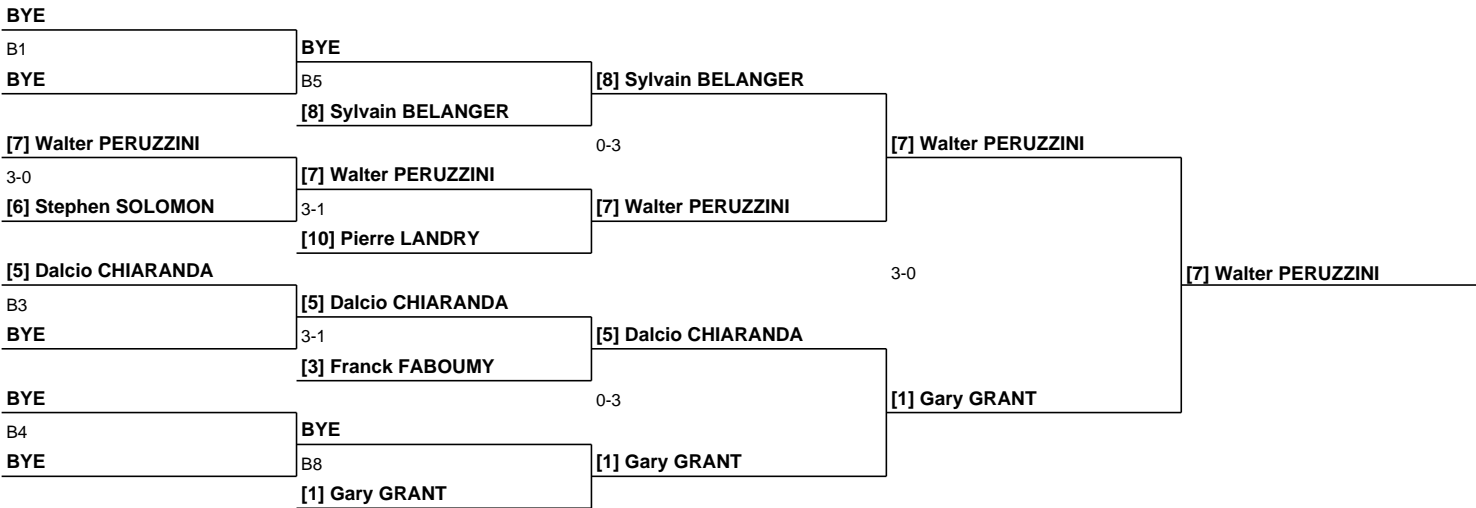 BYE
B1
BYE
BYE
B5
[8] Sylvain BELANGER
[8] Sylvain BELANGER
[7] Walter PERUZZINI
3-0
[6] Stephen SOLOMON
[7] Walter PERUZZINI
3-1
[10] Pierre LANDRY
0-3
[7] Walter PERUZZINI
[7] Walter PERUZZINI
[5] Dalcio CHIARANDA
B3
BYE
[5] Dalcio CHIARANDA
3-1
[3] Franck FABOUMY
[5] Dalcio CHIARANDA
3-0
[7] Walter PERUZZINI
BYE
B4
BYE
BYE
B8
[1] Gary GRANT
0-3
[1] Gary GRANT
[1] Gary GRANT